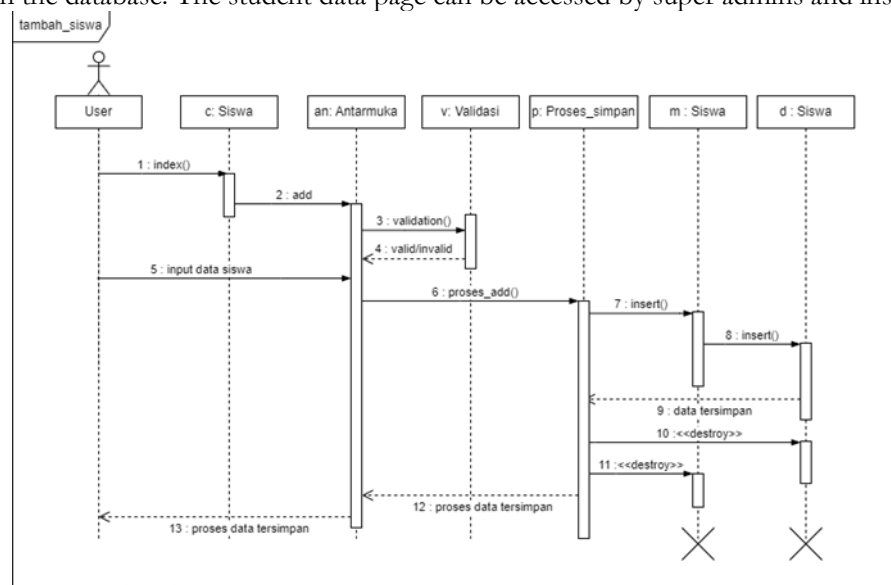 n the database. The student data page can be accessed by super admins and ins
tambah_siswa
User
c: Siswa
an: Antarmuka
v: Validasi
p: Proses_simpan
m : Siswa
d : Siswa
1 : index()
2 : add
3 : validation()
4 : valid/invalid
5 : input data siswa
6 : proses_add()
7 : insert()
8 : insert()
9 : data tersimpan
10 :<<destroy>>
11 :<<destroy>>
12 : proses data tersimpan
13 : proses data tersimpan